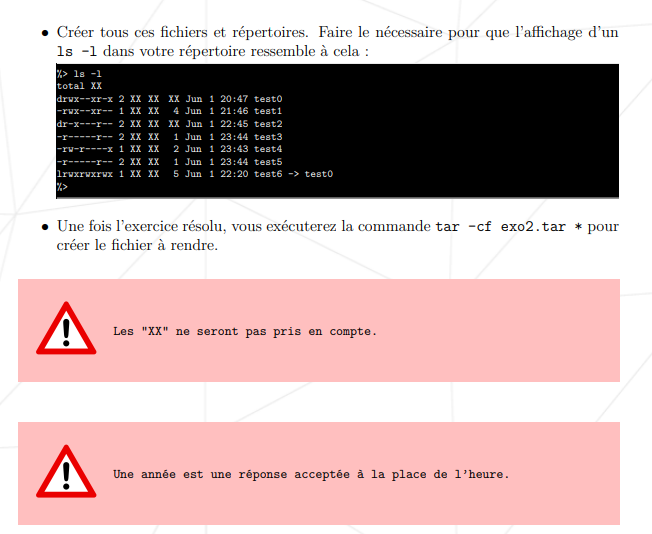 • Créer tous ces fichiers et répertoires. Faire le nécessaire pour que l'affichage d'un
ls -l dans votre répertoire ressemble à cela :
%> ls -l
total XX
drwx--xr-x 2 XX XX XX Jun 1 20:47 test0
-rwx--xr-- 1 XX XX 4 Jun 1 21:46 test1
dr-x---r-- 2 XX XX XX Jun 1 22:45 test2
-r-----r-- 2 XX XX 1 Jun 1 23:44 test3
-rw-r----x 1 XX XX 2 Jun 1 23:43 test4
-r-----r-- 2 XX XX 1 Jun 1 23:44 test5
lrwxrwxrwx 1 XX XX 5 Jun 1 22:20 test6 -> test0
%>
• Une fois l'exercice résolu, vous exécuterez la commande tar -cf exo2.tar * pour
créer le fichier à rendre.
Les "XX" ne seront pas pris en compte.
Une année est une réponse acceptée à la place de l'heure.